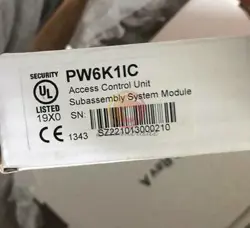 SECURITY
UL
LISTED
19X0
CE
PW6K1IC
Access Control Unit
Subassembly System Module
SN:
1343 SZ221013000210